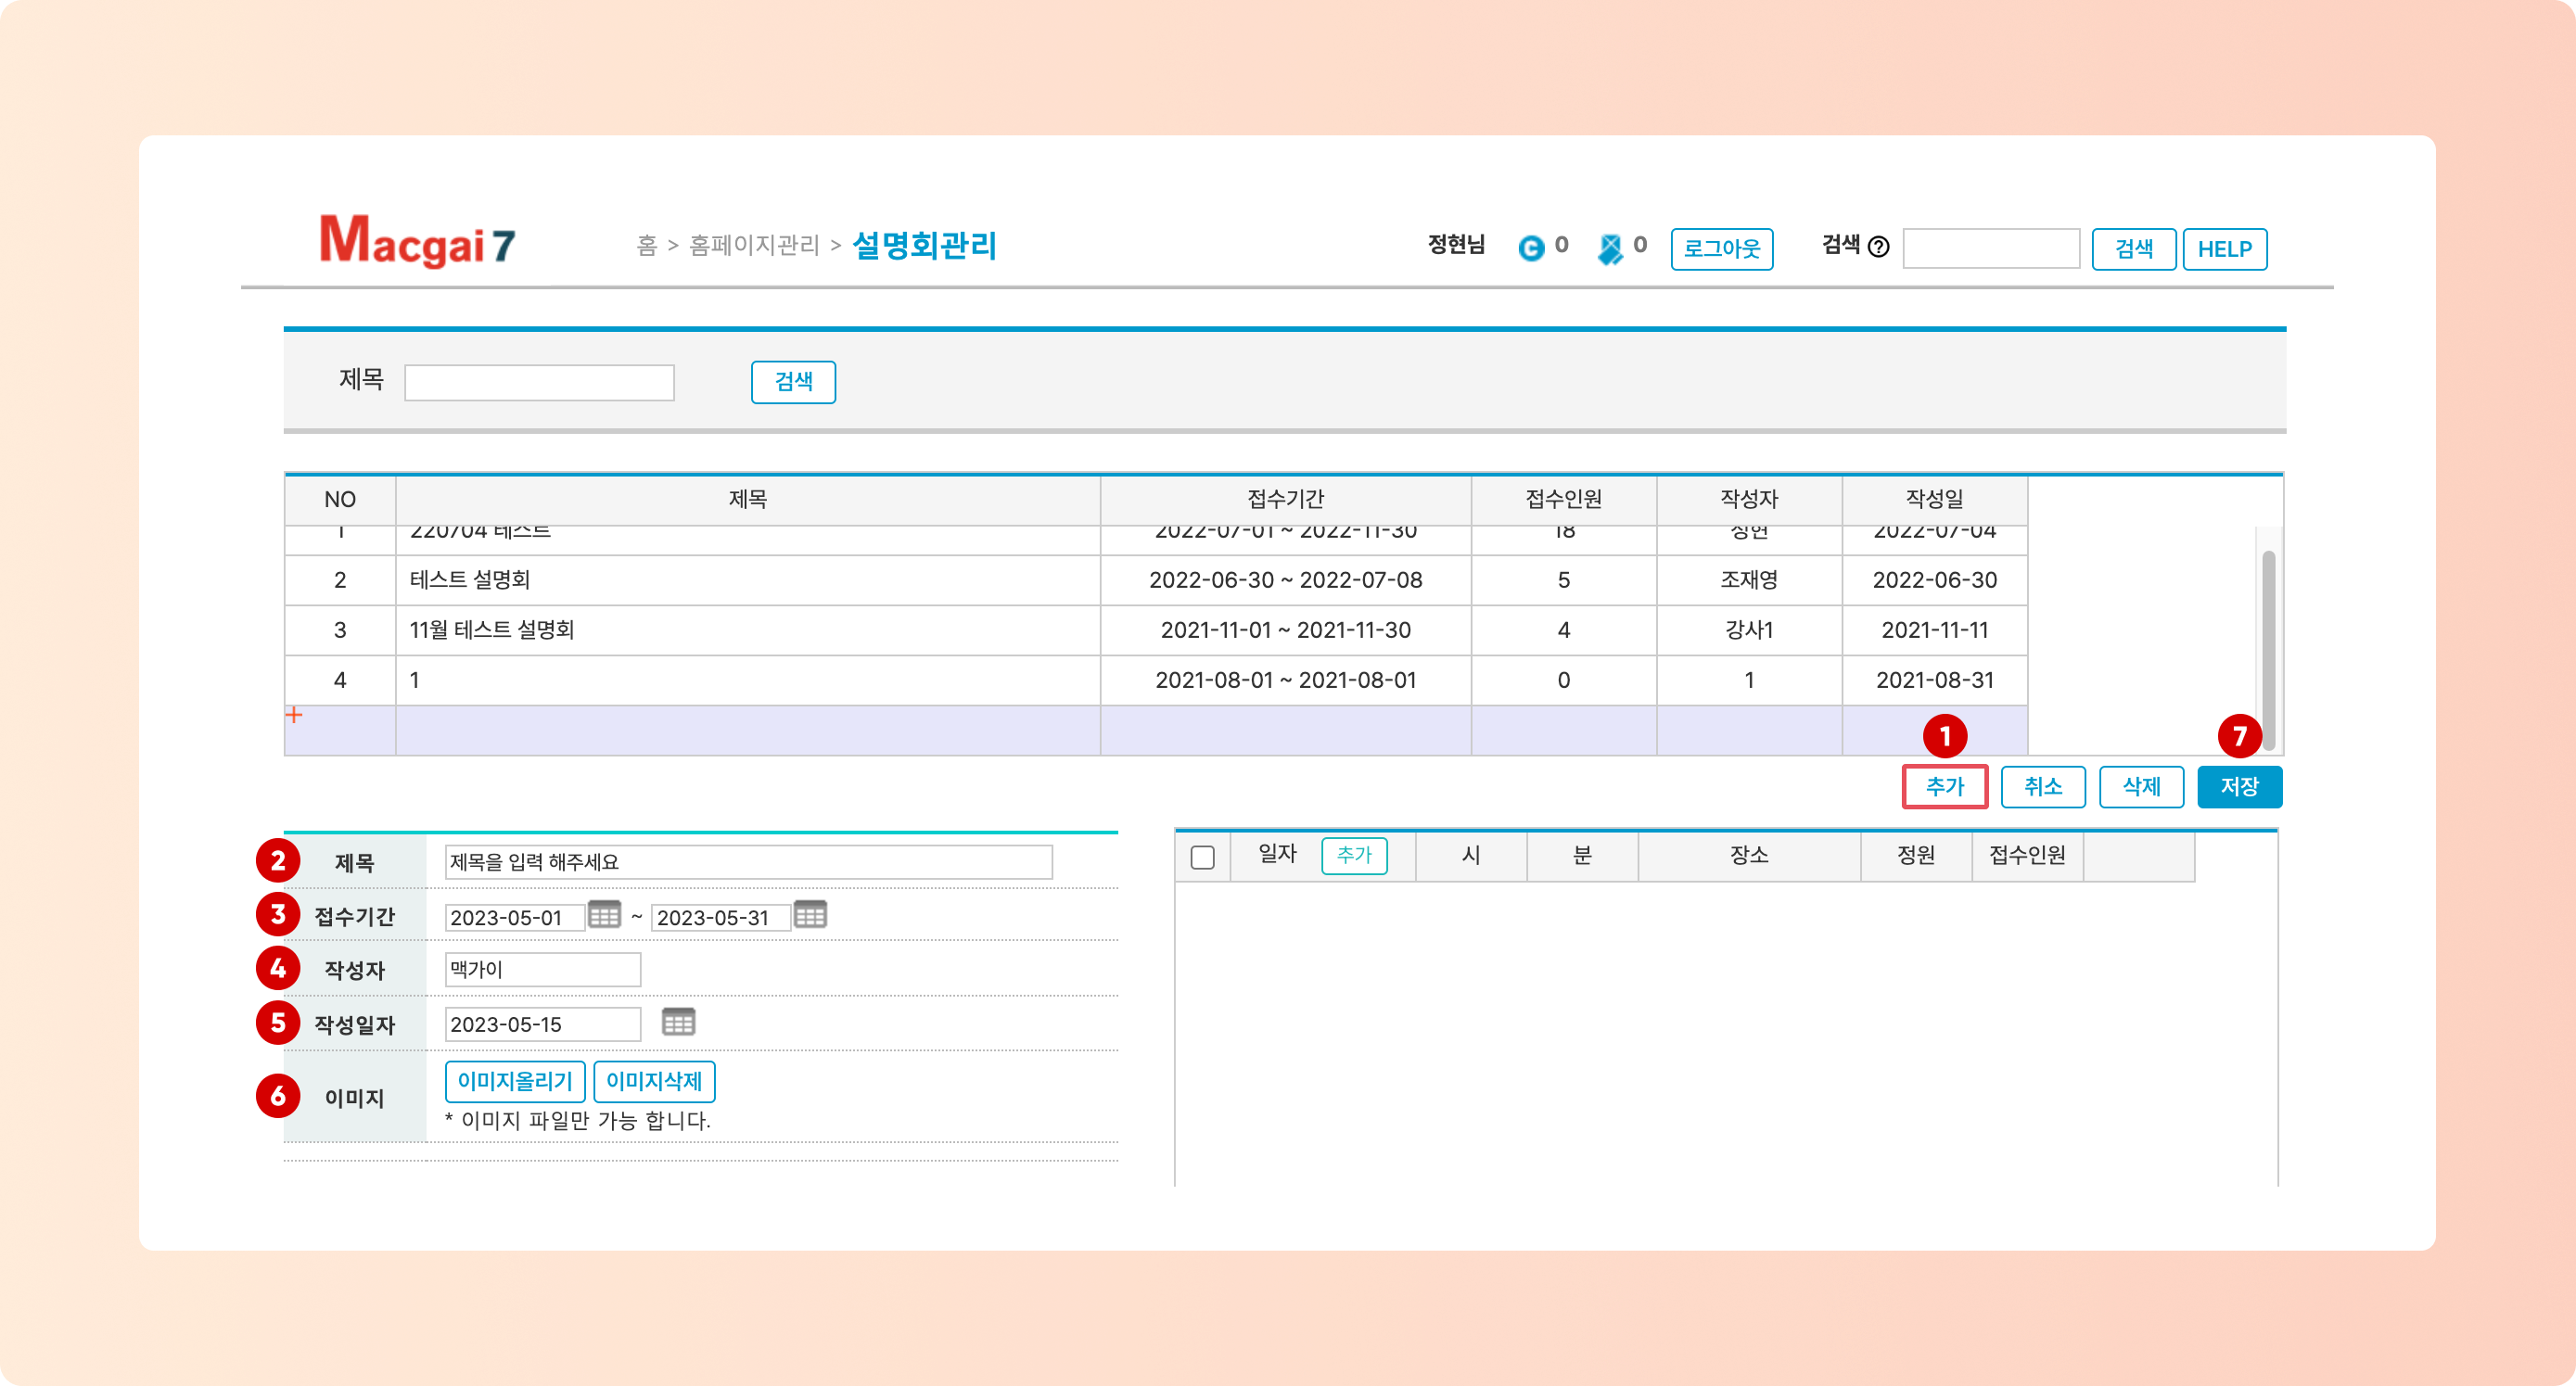 Macgai 7
홈 > 홈페이지관리 > 설명회관리
정현님 0 0 로그아웃 검색 검색 HELP
제목 검색
NO 제목 접수기간 접수인원 작성자 작성일
1 220704 테스트 2022-07-01 ~ 2022-11-30 18 정현 2022-07-04
2 테스트 설명회 2022-06-30 ~ 2022-07-08 5 조재영 2022-06-30
3 11월 테스트 설명회 2021-11-01 ~ 2021-11-30 4 강사1 2021-11-11
4 1 2021-08-01 ~ 2021-08-01 0 1 2021-08-31
1 7
추가 취소 삭제 저장
2 제목 제목을 입력 해주세요
3 접수기간 2023-05-01 ~ 2023-05-31
4 작성자 맥가이
5 작성일자 2023-05-15
6 이미지 이미지올리기 이미지삭제
* 이미지 파일만 가능 합니다.
일자 추가 시 분 장소 정원 접수인원